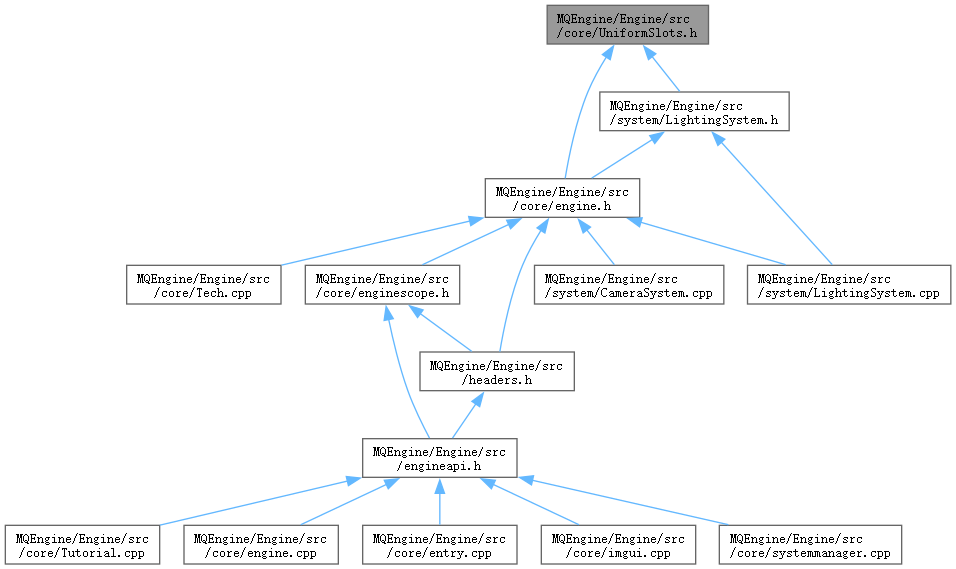 MQEngine/Engine/src
/core/UniformSlots.h
MQEngine/Engine/src
/system/LightingSystem.h
MQEngine/Engine/src
/core/engine.h
MQEngine/Engine/src
/core/Tech.cpp
MQEngine/Engine/src
/core/enginescope.h
MQEngine/Engine/src
/system/CameraSystem.cpp
MQEngine/Engine/src
/system/LightingSystem.cpp
MQEngine/Engine/src
/headers.h
MQEngine/Engine/src
/engineapi.h
MQEngine/Engine/src
/core/Tutorial.cpp
MQEngine/Engine/src
/core/engine.cpp
MQEngine/Engine/src
/core/entry.cpp
MQEngine/Engine/src
/core/imgui.cpp
MQEngine/Engine/src
/core/systemmanager.cpp